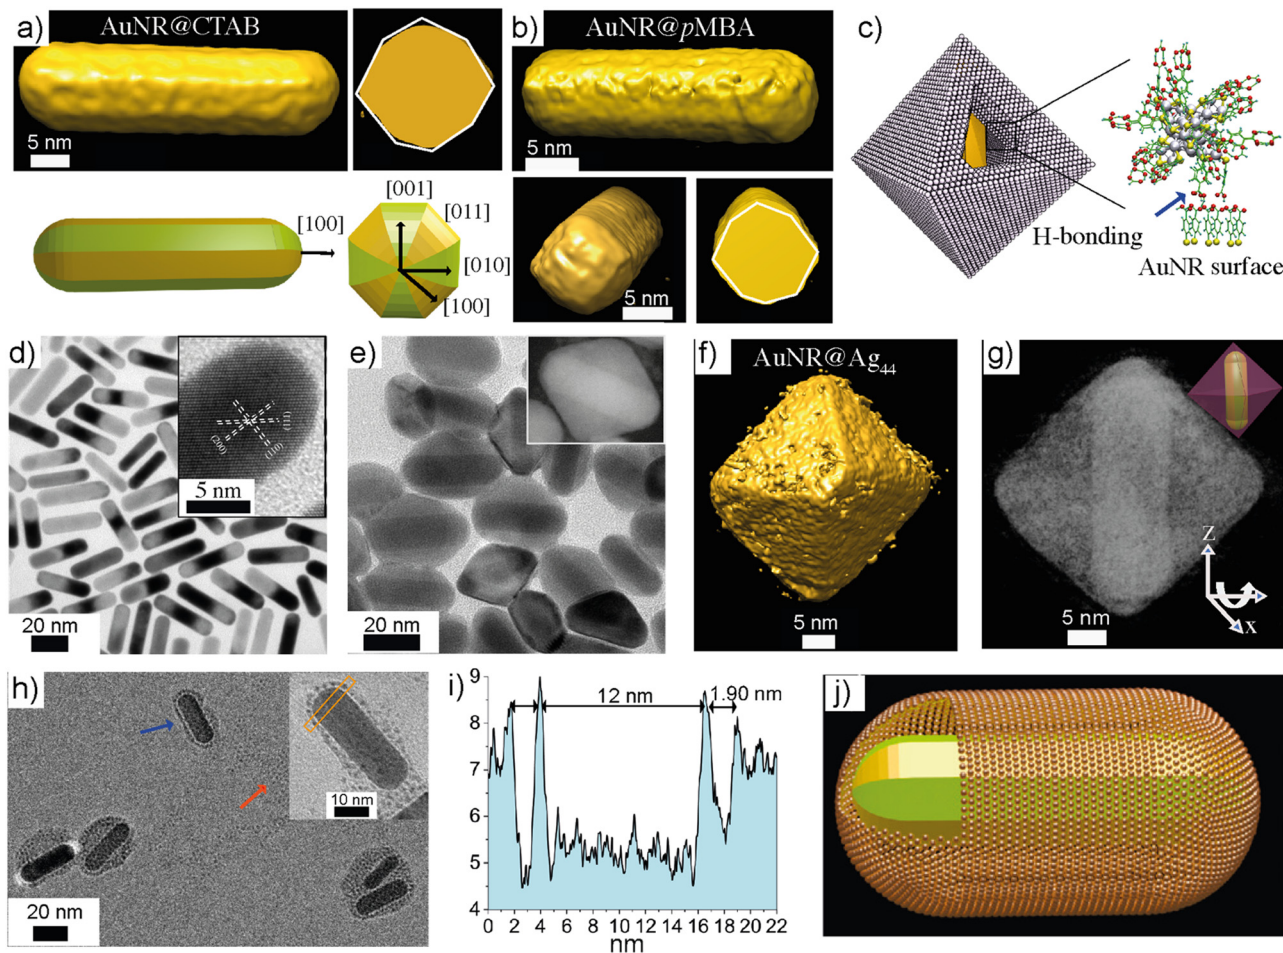 a)
AuNR@CTAB
5 nm
b)
AuNR@pMBA
5 nm
c)
H-bonding
AuNR surface
[100]
[001]
[011]
[010]
[100]
5 nm
d)
(200)
(111)
(110)
5 nm
20 nm
e)
20 nm
f)
AuNR@Ag44
5 nm
g)
Z
X
5 nm
h)
10 nm
20 nm
i)
9
8
7
6
5
4
12 nm
1.90 nm
0 2 4 6 8 10 12 14 16 18 20 22
nm
j)